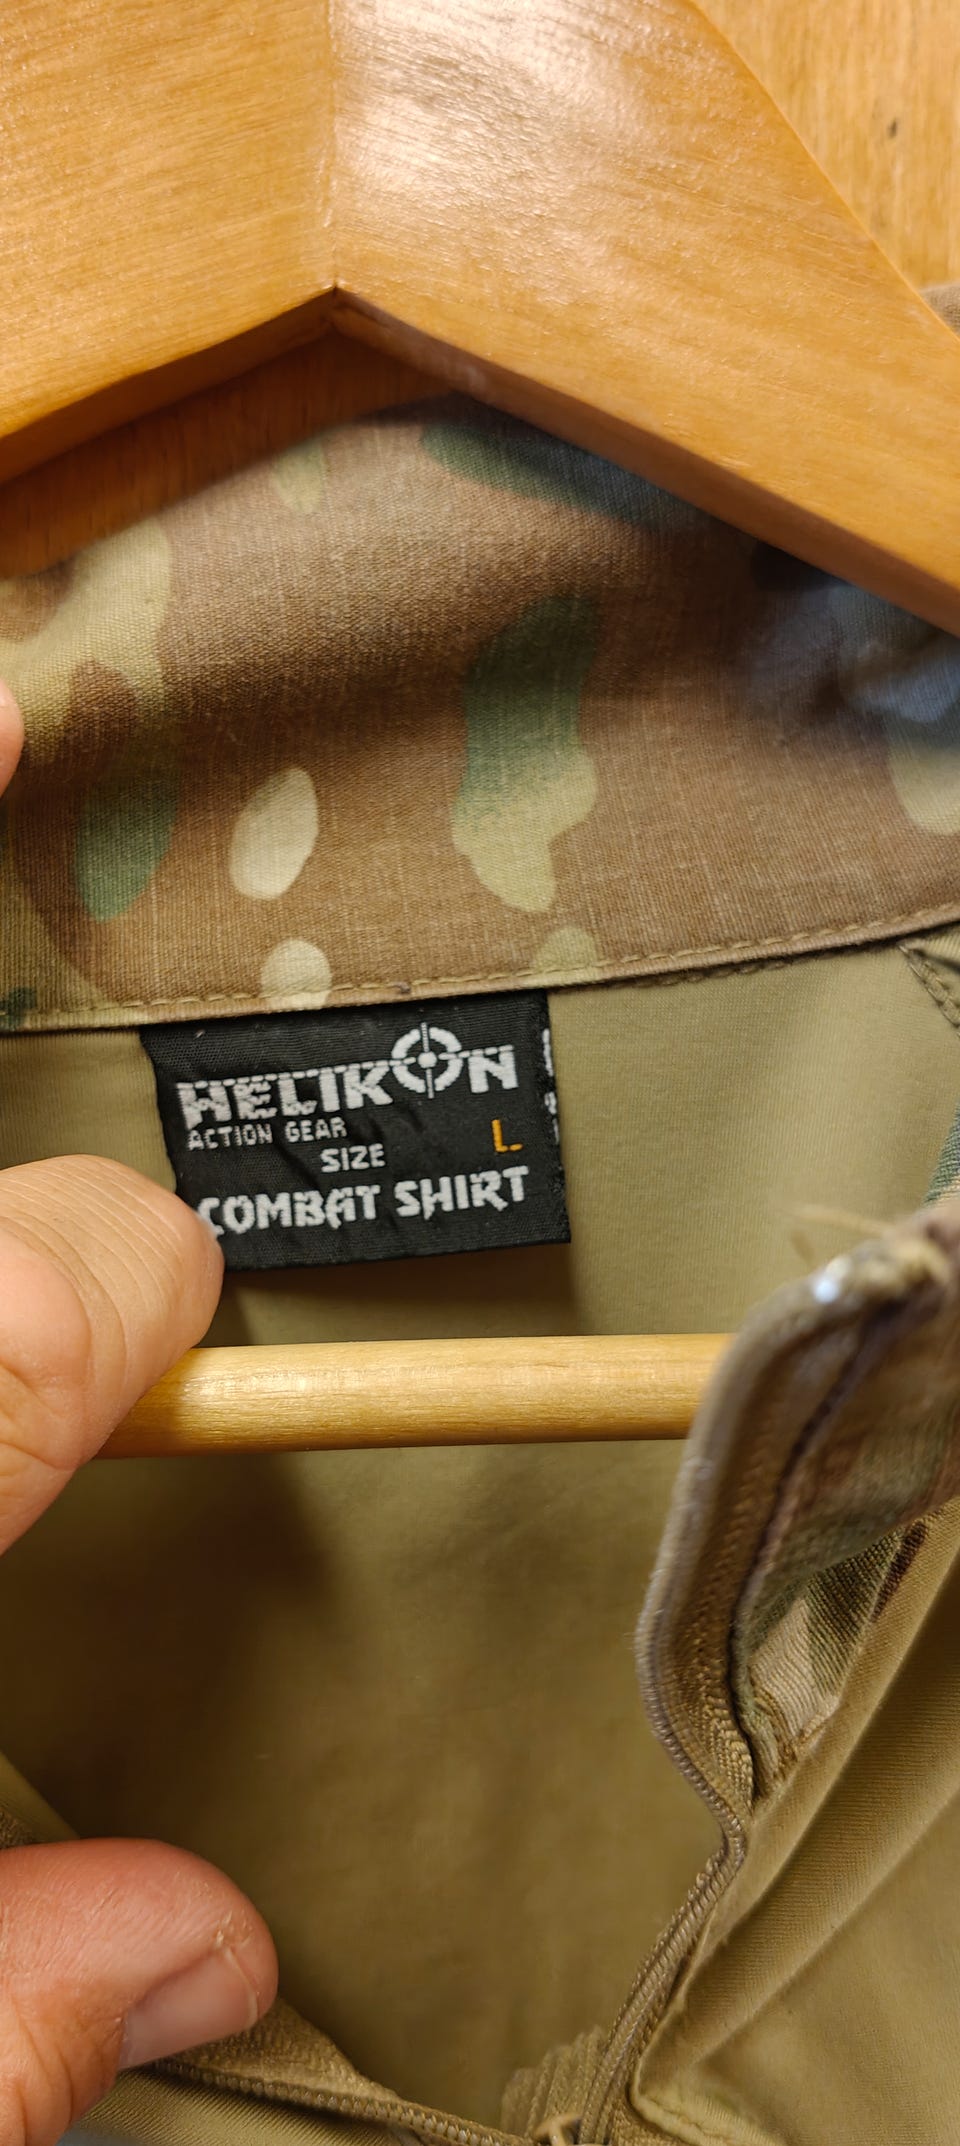 HELIKON
ACTION GEAR
SIZE L
COMBAT SHIRT